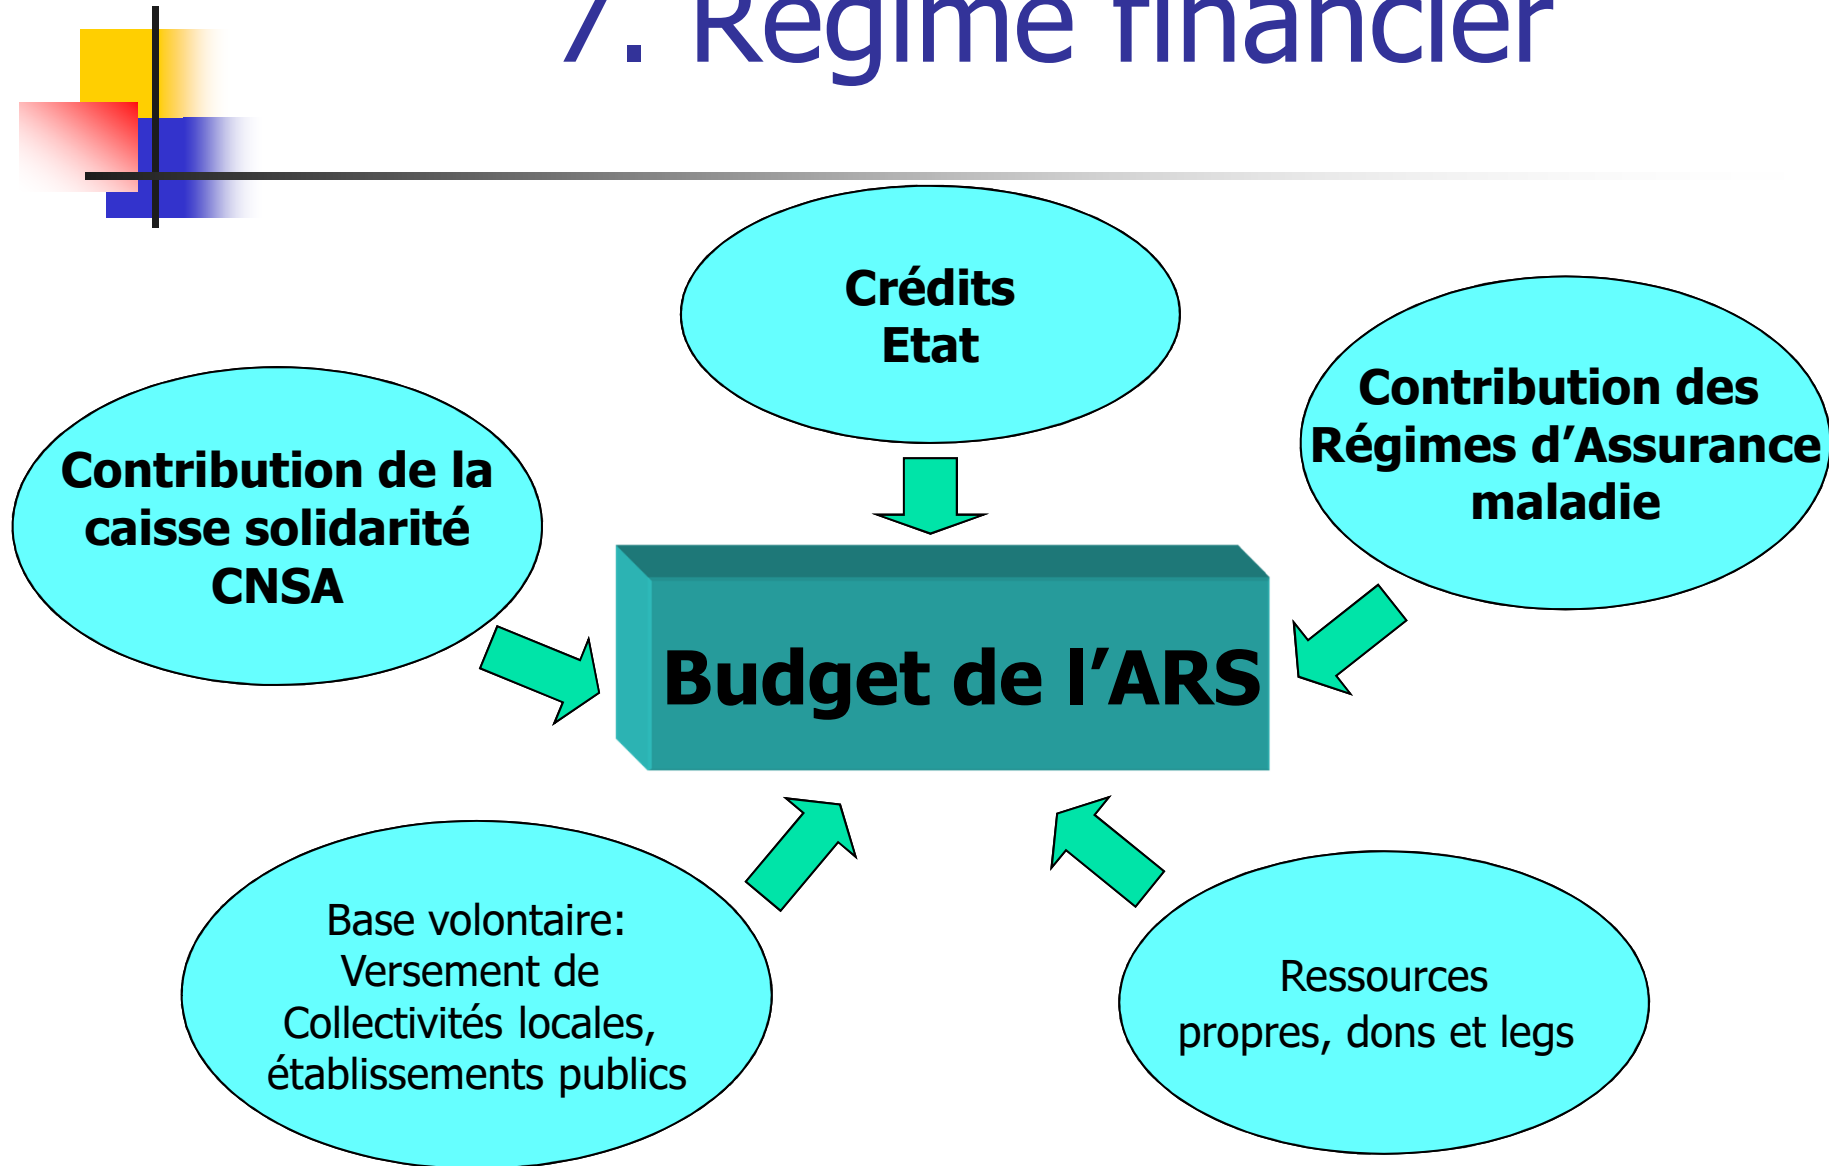 7. Régime financier
Crédits
Etat
Contribution des
Régimes d’Assurance
maladie
Contribution de la
caisse solidarité
CNSA
Budget de l’ARS
Base volontaire:
Versement de
Collectivités locales,
établissements publics
Ressources
propres, dons et legs